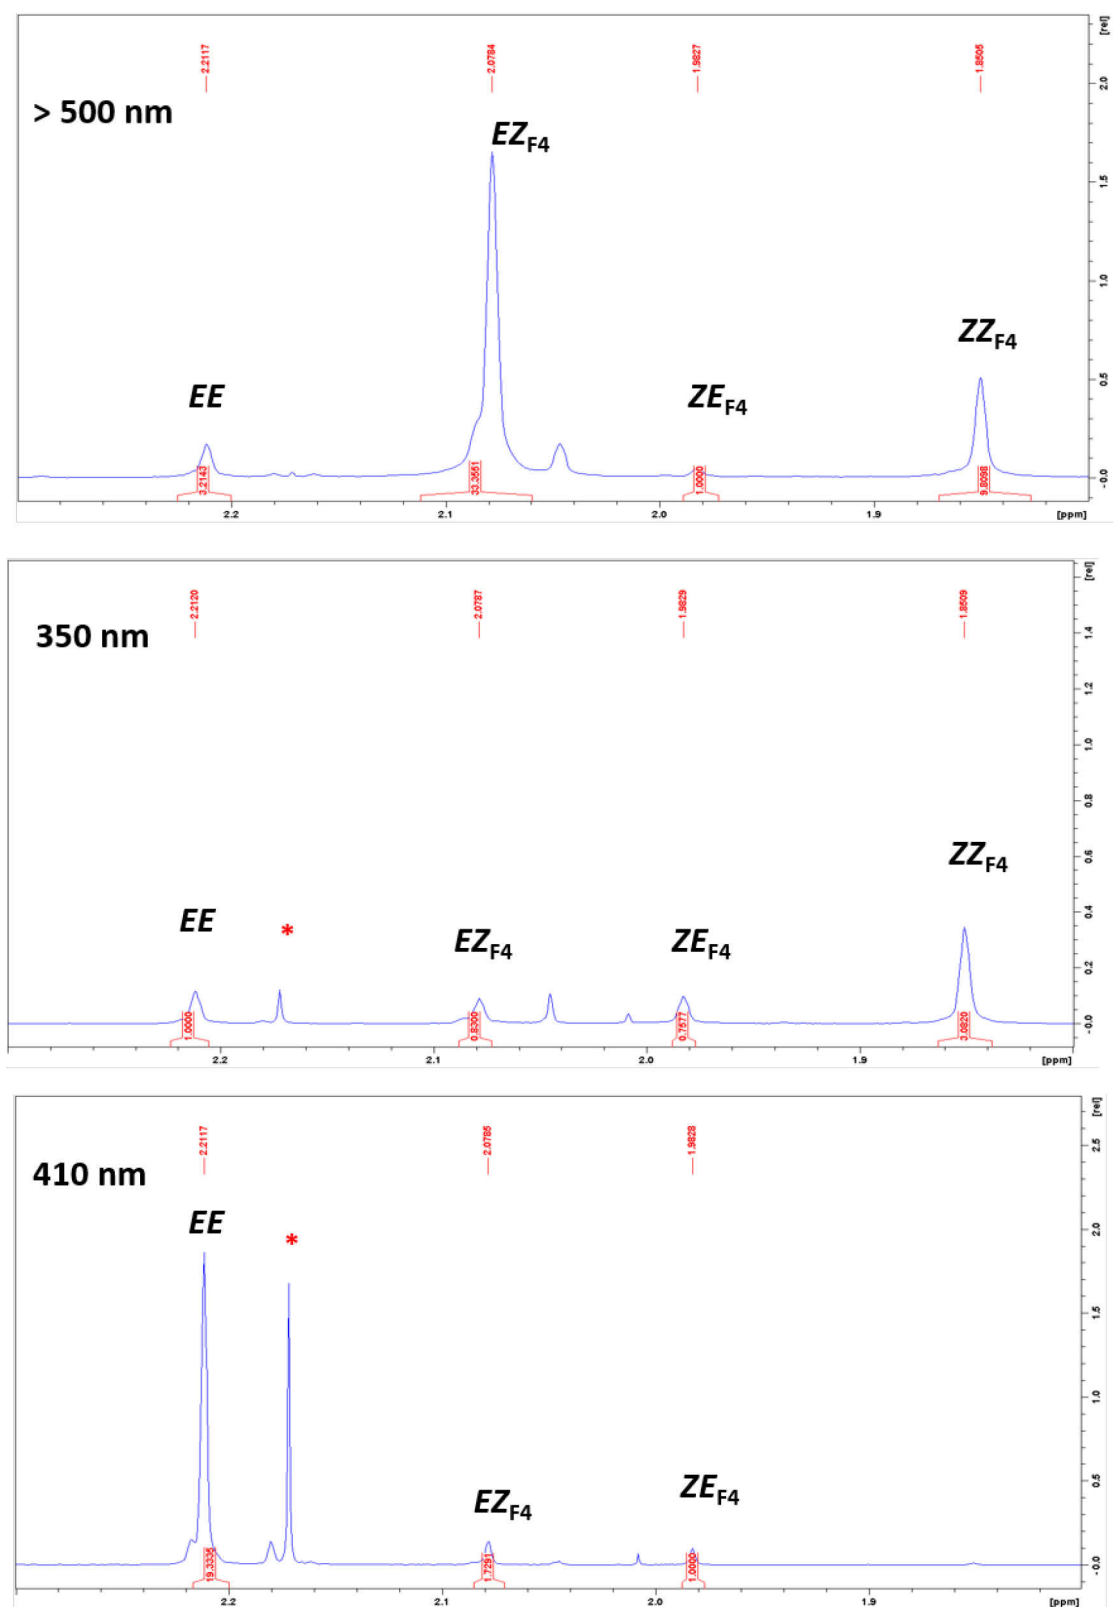 2.2117
2.0784
1.9827
1.8505
[rel]
> 500 nm
EZF4
EE
ZEF4
ZZF4
2.0
1.5
1.0
0.5
- 0.0
3.2143
33.3551
1.0000
9.8098
2.2
2.1
2.0
1.9
[ppm]
2.2120
2.0787
1.9829
1.8509
[rel]
350 nm
EE
*
EZF4
ZEF4
ZZF4
1.4
1.2
1.0
0.8
0.6
0.4
0.2
- 0.0
1.0000
0.8300
0.7577
3.0820
2.2
2.1
2.0
1.9
[ppm]
2.2117
2.0785
1.9828
[rel]
410 nm
EE
*
EZF4
ZEF4
2.5
2.0
1.5
1.0
0.5
- 0.0
19.3336
1.7291
1.0000
2.2
2.1
2.0
1.9
[ppm]